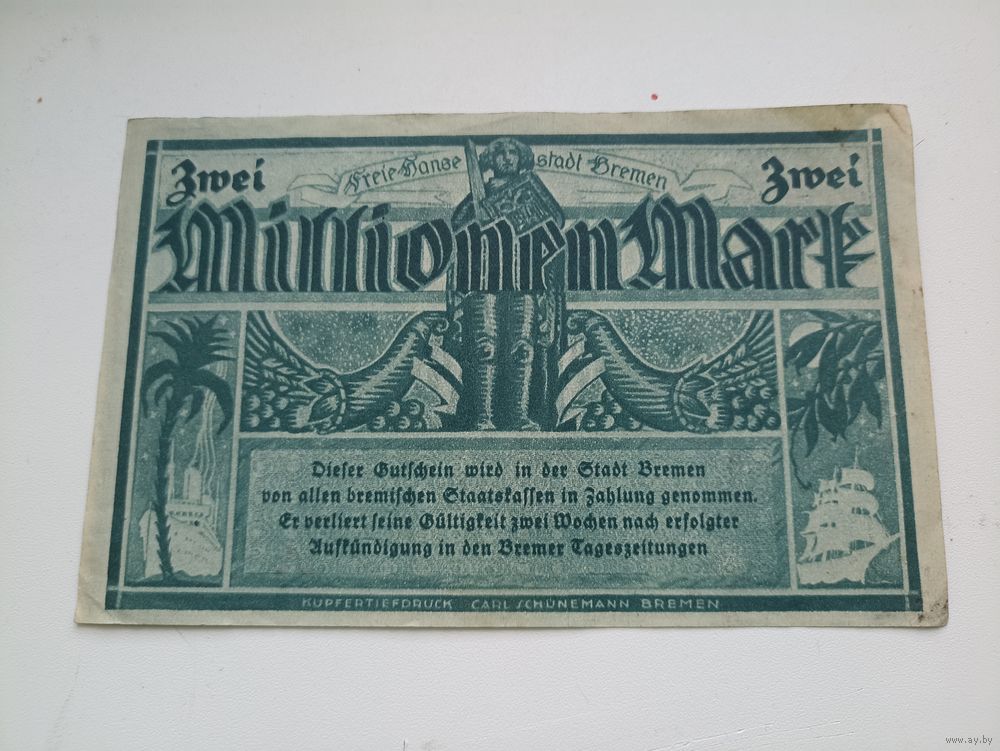 Freie Hansestadt Bremen
Zwei Zwei
Millionen Mark
Dieser Gutschein wird in der Stadt Bremen
von allen bremischen Staatskassen in Zahlung genommen.
Er verliert seine Gültigkeit zwei Wochen nach erfolgter
Aufkündigung in den Bremer Tageszeitungen
KUPFERTIEFDRUCK CARL SCHÜNEMANN BREMEN
www.ay.by